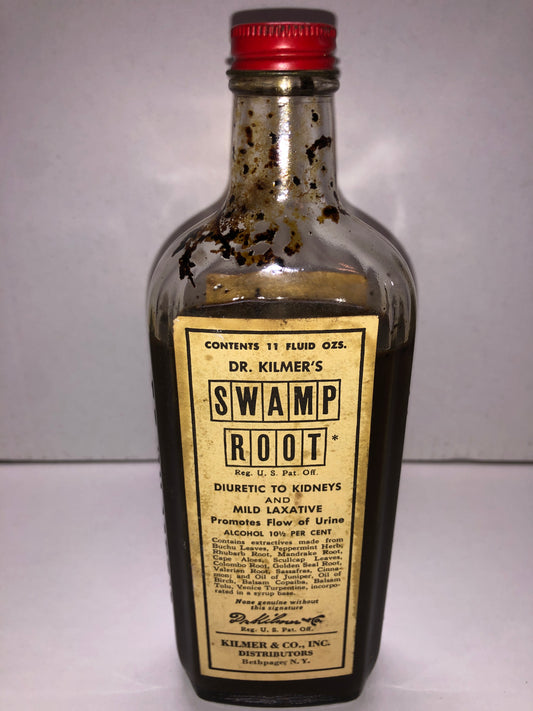 CONTENTS 11 FLUID OZS.
DR. KILMER'S
SWAMP
ROOT*
Reg. U. S. Pat. Off.
DIURETIC TO KIDNEYS
AND
MILD LAXATIVE
Promotes Flow of Urine
ALCOHOL 10½ PER CENT
Contains extractives made from
Buchu Leaves, Peppermint Herb,
Rhubarb Root, Mandrake Root,
Cape Aloes, Scullcap Leaves,
Colombo Root, Golden Seal Root,
Valerian Root, Sassafras, Cinna-
mon; and Oil of Juniper, Oil of
Birch, Balsam Copaiba, Balsam
Tolu, Venice Turpentine, incorpo-
rated in a syrup base.
None genuine without
this signature
Dr. Kilmer & Co.
Reg. U. S. Pat. Off.
KILMER & CO., INC.
DISTRIBUTORS
Bethpage, N. Y.